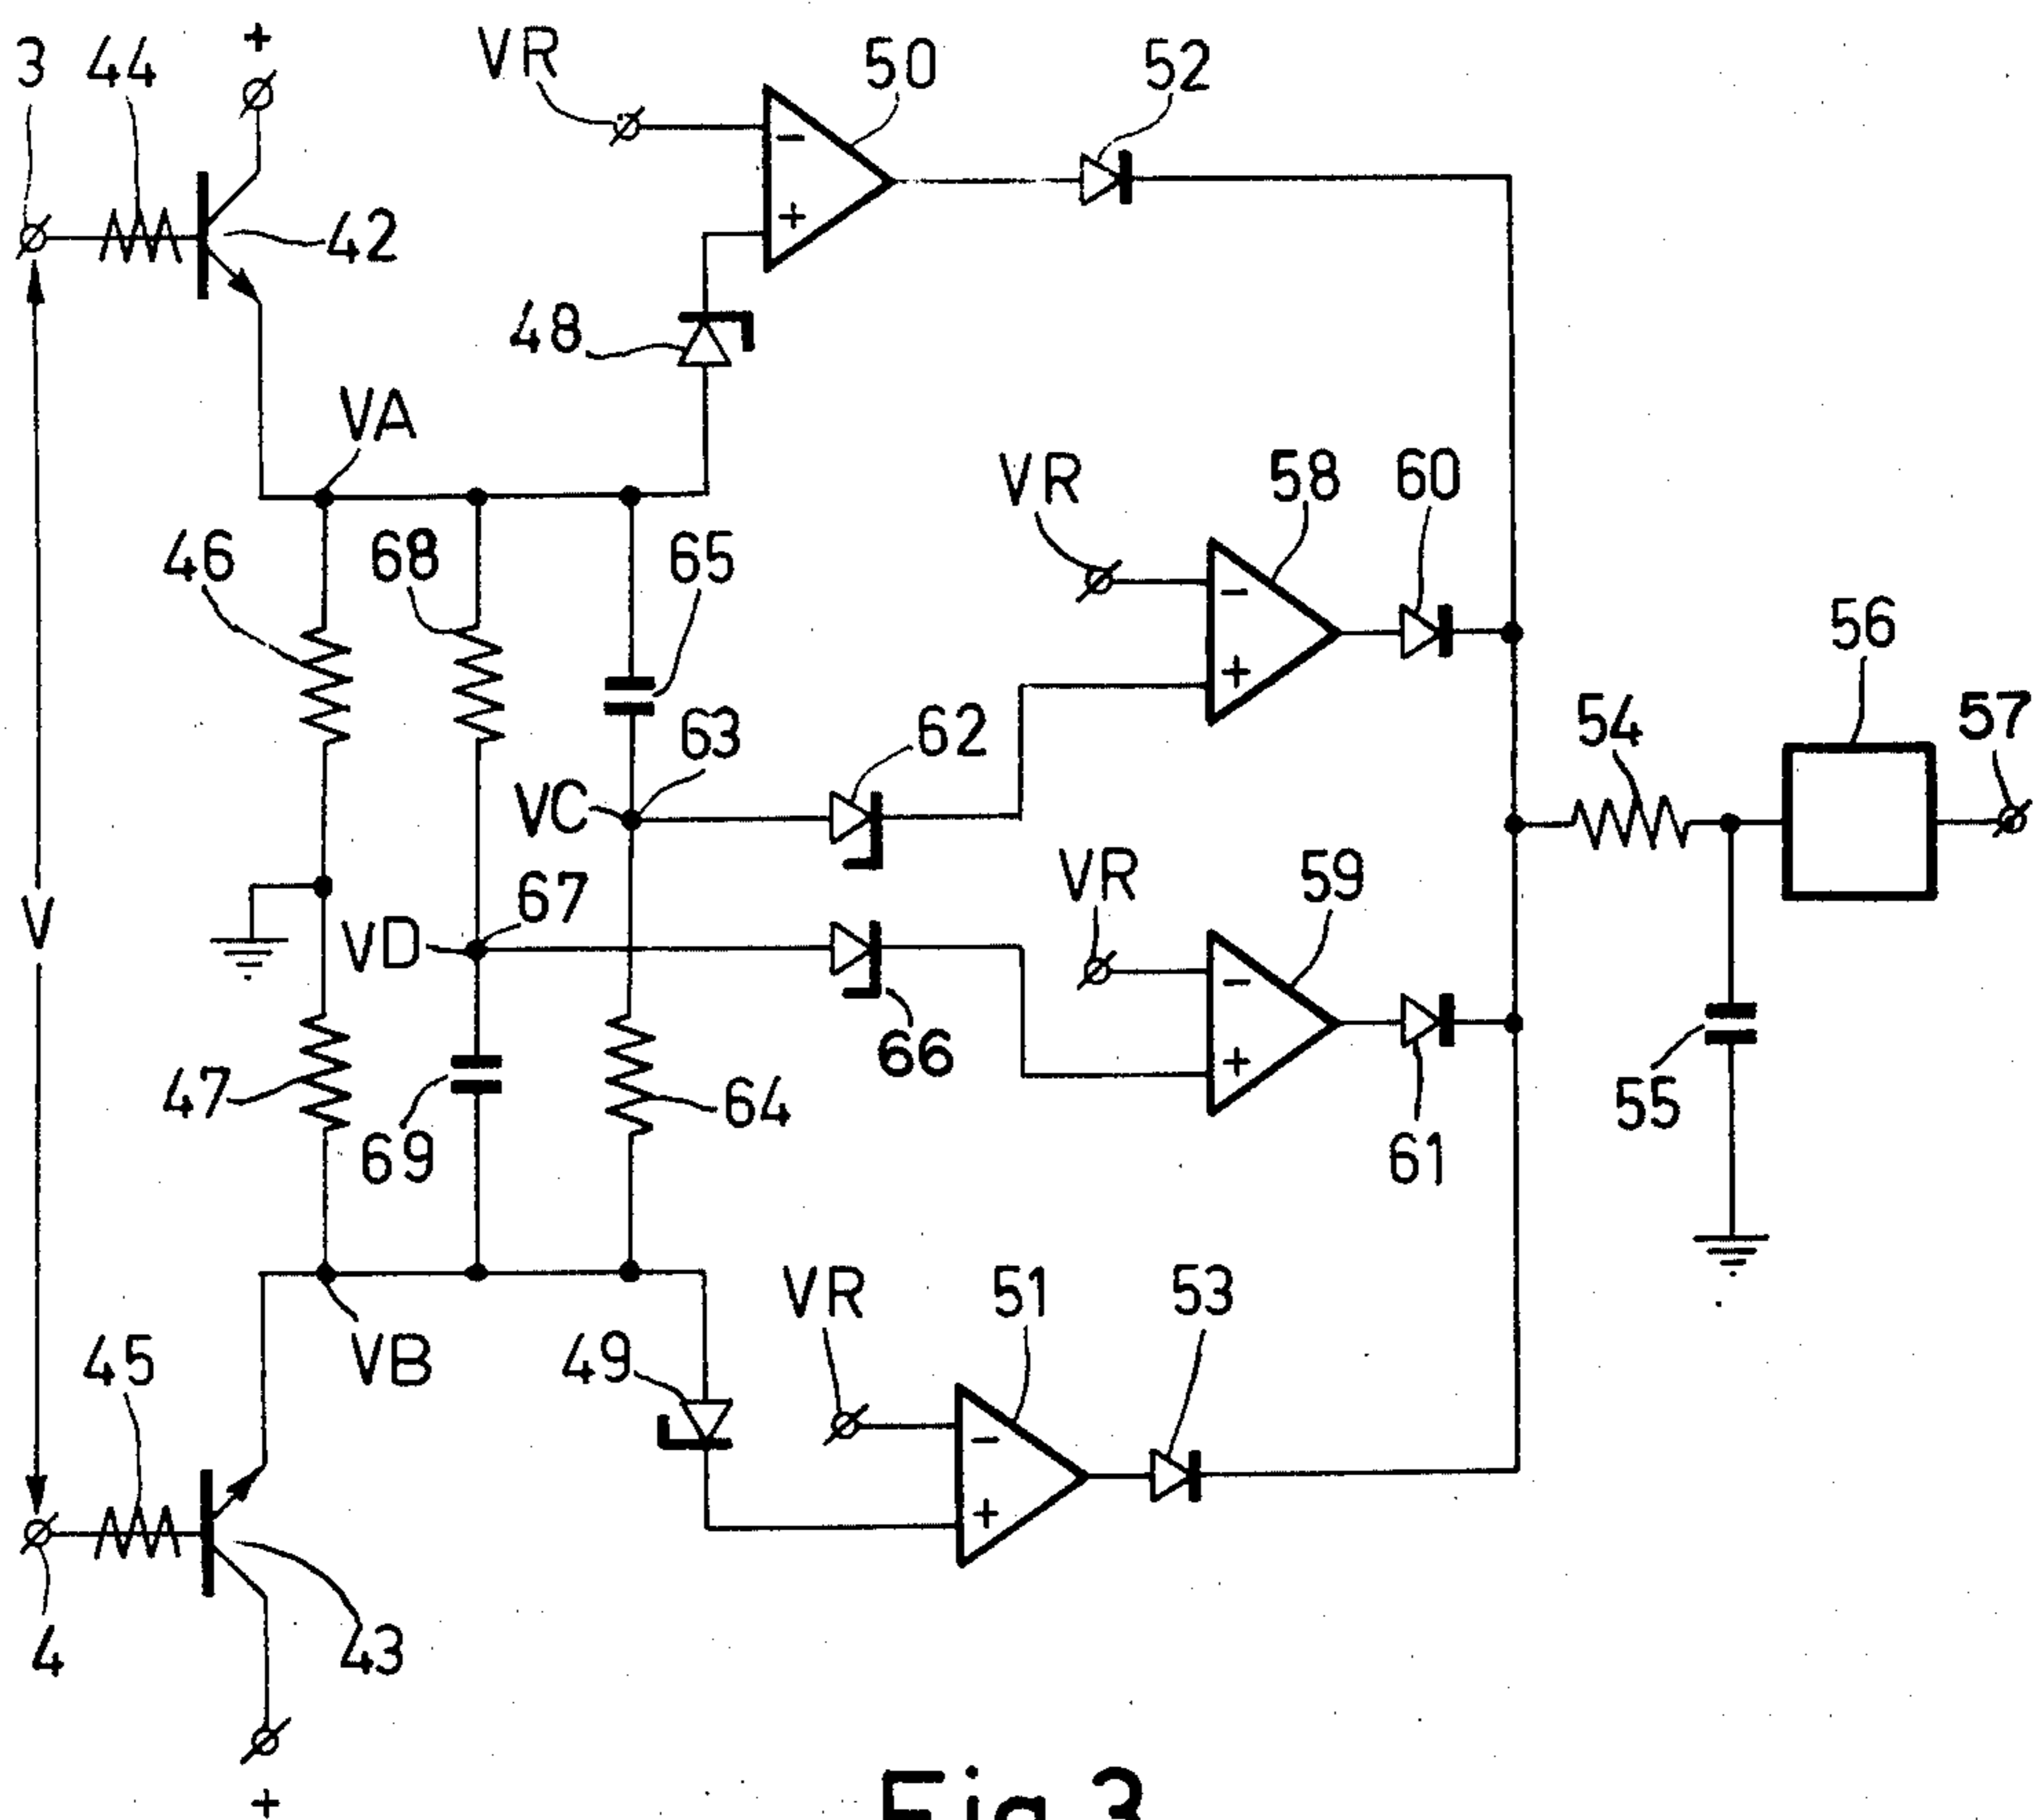 3 44 + VR 50 52
42
48
VA
VR 58 60
46 68 65
56
54 57
63 62
VC
VR 59
67
V VD
66
47 64 55
69 61
VR 51 53
45 VB 49
- +
4 43
+
Fig.3